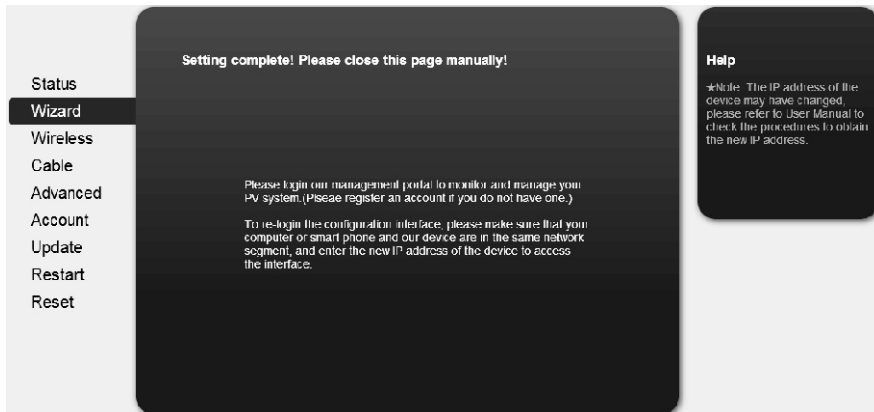 Setting complete! Please close this page manually!
Status
Wizard
Wireless
Cable
Advanced
Account
Update
Restart
Reset
Please login our management portal to monitor and manage your
PV system.(Plseae register an account if you do not have one.)
To re-login the configuration interface, please make sure that your
computer or smart phone and our device are in the same network
segment, and enter the new IP address of the device to access
the interface.
Help
★Note: The IP address of the
device may have changed,
please refer to User Manual to
check the procedures to obtain
the new IP address.